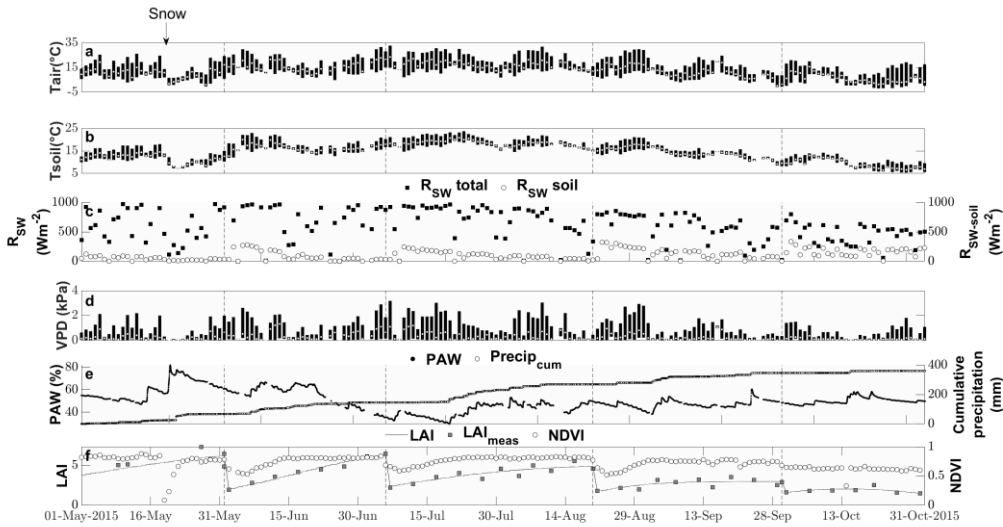 Snow
a
Tair(°C)
35
15
-5
b
Tsoil(°C)
25
15
5
RSW total RSW soil
c
RSW
(Wm-2)
1000
500
0
1000
500
0
RSW-soil
(Wm-2)
d
VPD (kPa)
4
2
0
PAW Precipcum
e
PAW (%)
80
60
40
400
200
0
Cumulative
precipitation
(mm)
LAI LAImeas NDVI
f
LAI
5
0
1
0.5
0
NDVI
01-May-2015 16-May 31-May 15-Jun 30-Jun 15-Jul 30-Jul 14-Aug 29-Aug 13-Sep 28-Sep 13-Oct 31-Oct-2015